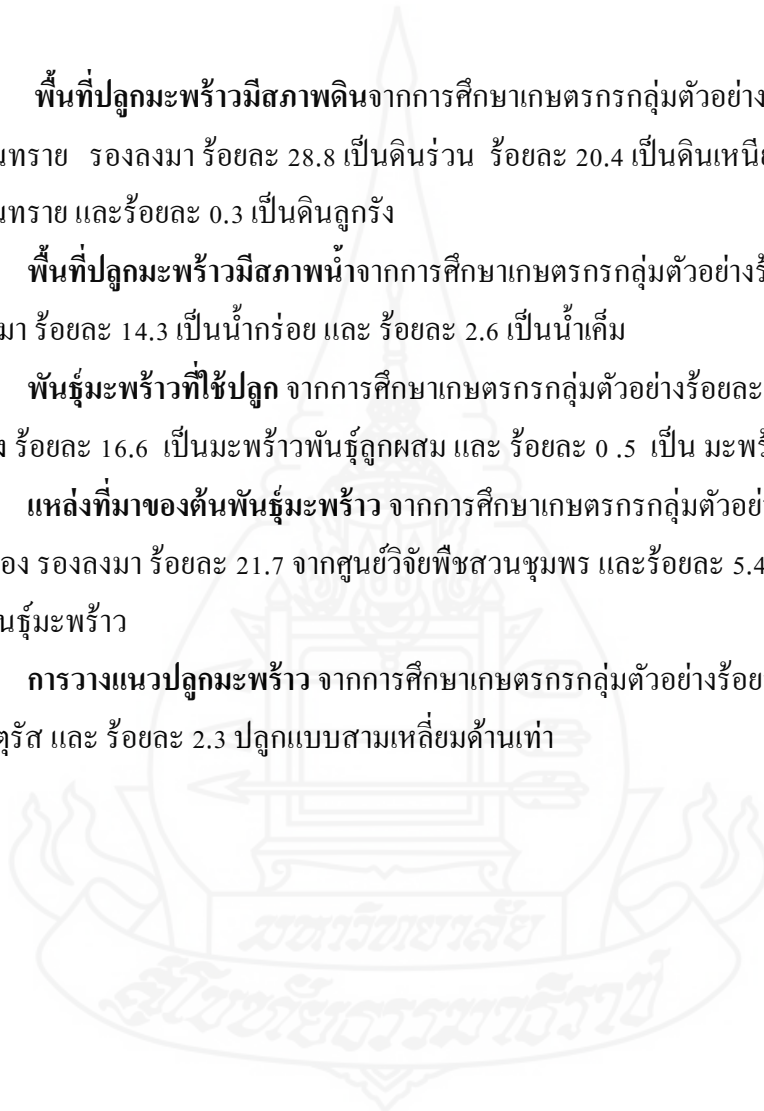 พื้นที่ปลูกมะพร้าวมีสภาพดินจากการศึกษาเกษตรกรกลุ่มตัวอย่าง
นทราย รองลงมา ร้อยละ 28.8 เป็นดินร่วน ร้อยละ 20.4 เป็นดินเหนีย
นทราย และร้อยละ 0.3 เป็นดินลูกรัง
พื้นที่ปลูกมะพร้าวมีสภาพน้ำจากการศึกษาเกษตรกรกลุ่มตัวอย่างร้
มา ร้อยละ 14.3 เป็นน้ำกร่อย และ ร้อยละ 2.6 เป็นน้ำเค็ม
พันธุ์มะพร้าวที่ใช้ปลูก จากการศึกษาเกษตรกรกลุ่มตัวอย่างร้อยละ
ง ร้อยละ 16.6 เป็นมะพร้าวพันธุ์ลูกผสม และ ร้อยละ 0 .5 เป็น มะพร้
แหล่งที่มาของต้นพันธุ์มะพร้าว จากการศึกษาเกษตรกรกลุ่มตัวอย่
อง รองลงมา ร้อยละ 21.7 จากศูนย์วิจัยพืชสวนชุมพร และร้อยละ 5.4
นธุ์มะพร้าว
การวางแนวปลูกมะพร้าว จากการศึกษาเกษตรกรกลุ่มตัวอย่างร้อย
ตุรัส และ ร้อยละ 2.3 ปลูกแบบสามเหลี่ยมด้านเท่า
มหาวิทยาลัย
สุโขทัยธรรมาธิราช